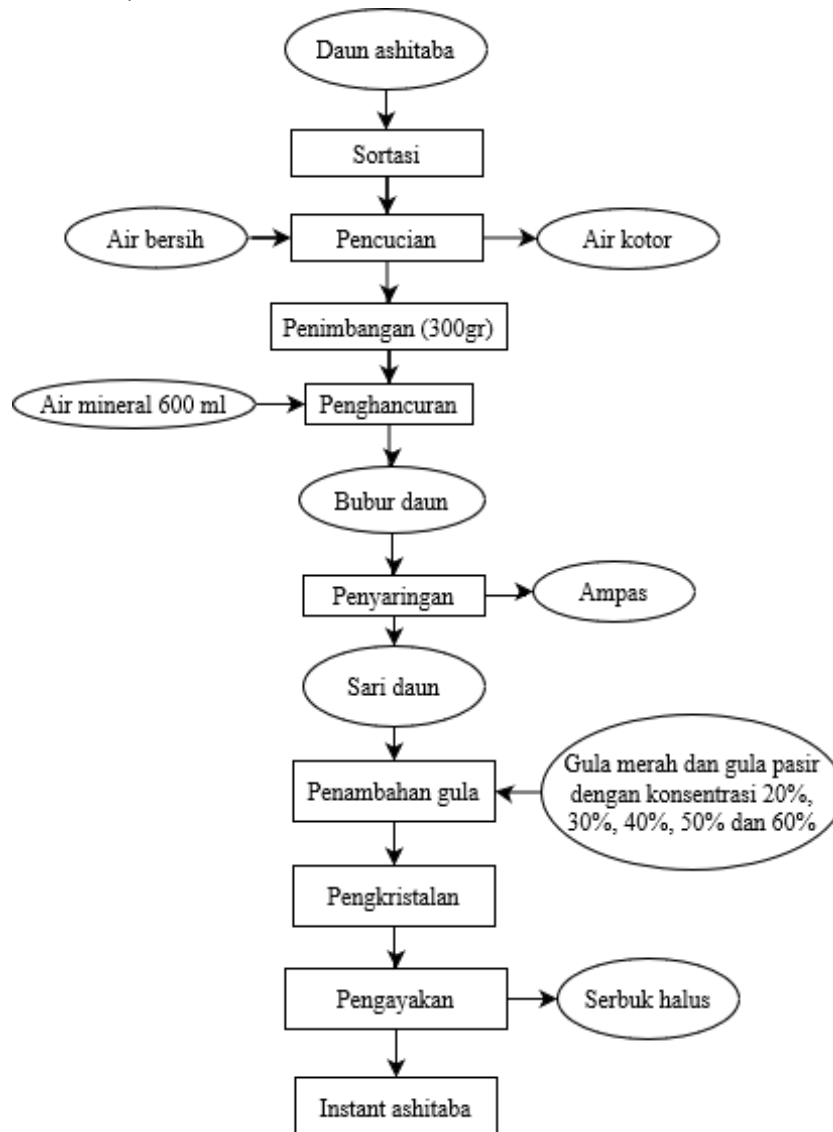 Daun ashitaba
Sortasi
Air bersih
Pencucian
Air kotor
Penimbangan (300gr)
Air mineral 600 ml
Penghancuran
Bubur daun
Penyaringan
Ampas
Sari daun
Penambahan gula
Gula merah dan gula pasir
dengan konsentrasi 20%,
30%, 40%, 50% dan 60%
Pengkristalan
Pengayakan
Serbuk halus
Instant ashitaba